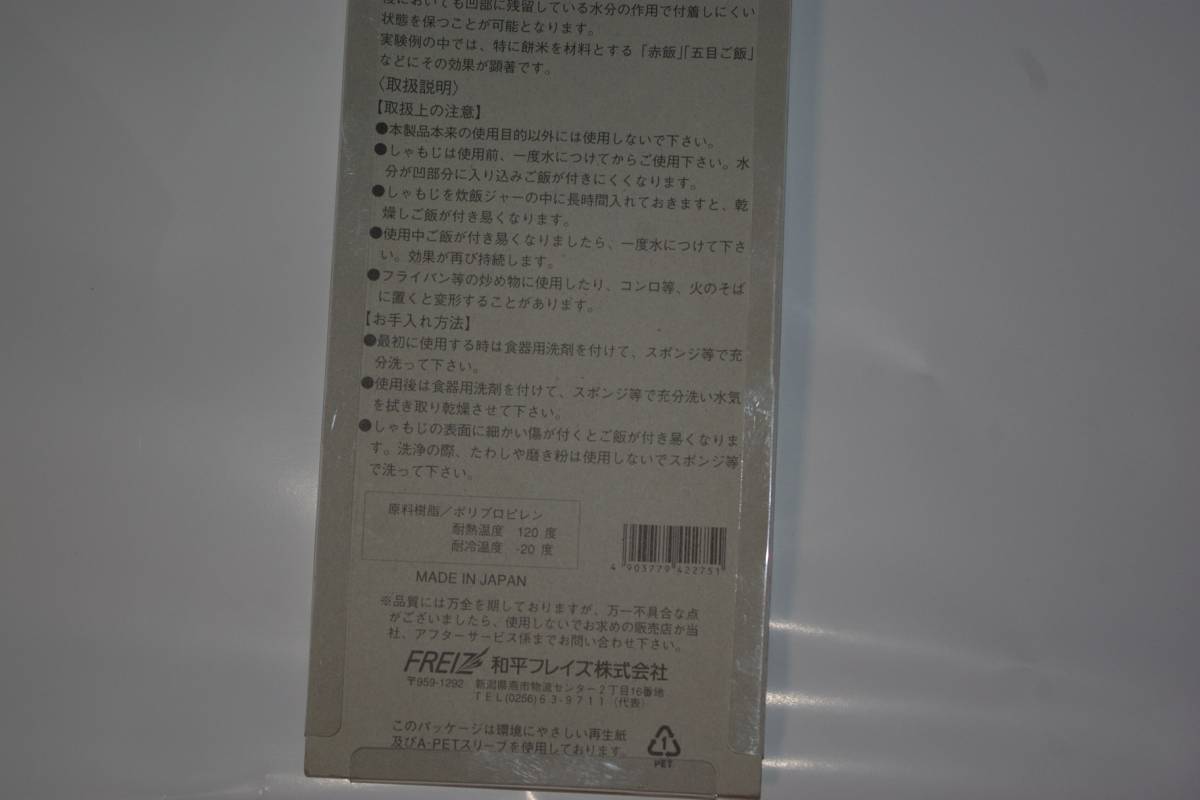 度においても凹部に残留している水分の作用で付着しにくい
状態を保つことが可能となります。
実験例の中では、特に餅米を材料とする「赤飯」「五目ご飯」
などにその効果が顕著です。
〈取扱説明〉
【取扱上の注意】
●本製品本来の使用目的以外には使用しないで下さい。
●しゃもじは使用前、一度水につけてからご使用下さい。水
分が凹部分に入り込みご飯が付きにくくなります。
●しゃもじを炊飯ジャーの中に長時間入れておきますと、乾
燥しご飯が付き易くなります。
●使用中ご飯が付き易くなりましたら、一度水につけて下さ
い。効果が再び持続します。
●フライパン等の炒め物に使用したり、コンロ等、火のそば
に置くと変形することがあります。
【お手入れ方法】
●最初に使用する時は食器用洗剤を付けて、スポンジ等で充
分洗って下さい。
●使用後は食器用洗剤を付けて、スポンジ等で充分洗い水気
を拭き取り乾燥させて下さい。
●しゃもじの表面に細かい傷が付くとご飯が付き易くなりま
す。洗浄の際、たわしや磨き粉は使用しないでスポンジ等
で洗って下さい。
原料樹脂／ポリプロピレン
耐熱温度 120 度
耐冷温度 -20 度
4 903779 422751
MADE IN JAPAN
※品質には万全を期しておりますが、万一不具合な点
がございましたら、使用しないでお求めの販売店か当
社、アフターサービス係までお問い合わせ下さい。
FREIZ 和平フレイズ株式会社
〒959-1292 新潟県燕市物流センター2丁目16番地
TEL(0256)63-9711（代表）
このパッケージは環境にやさしい再生紙
及びA-PETスリーブを使用しております。
1
PET